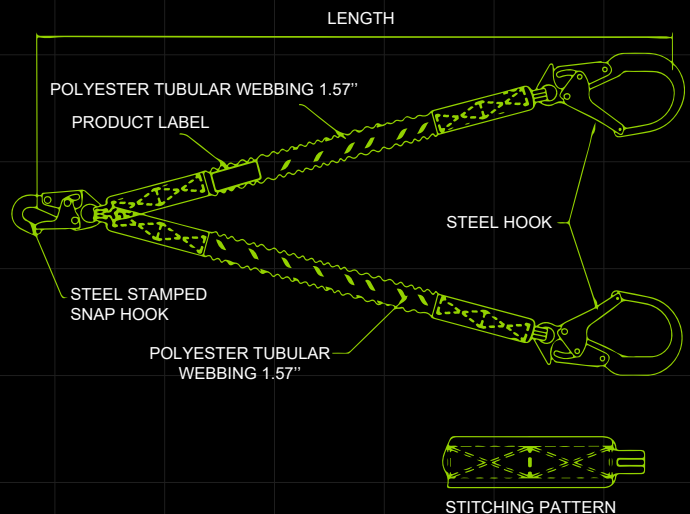 LENGTH
POLYESTER TUBULAR WEBBING 1.57’’
PRODUCT LABEL
STEEL HOOK
STEEL STAMPED
SNAP HOOK
POLYESTER TUBULAR
WEBBING 1.57’’
STITCHING PATTERN